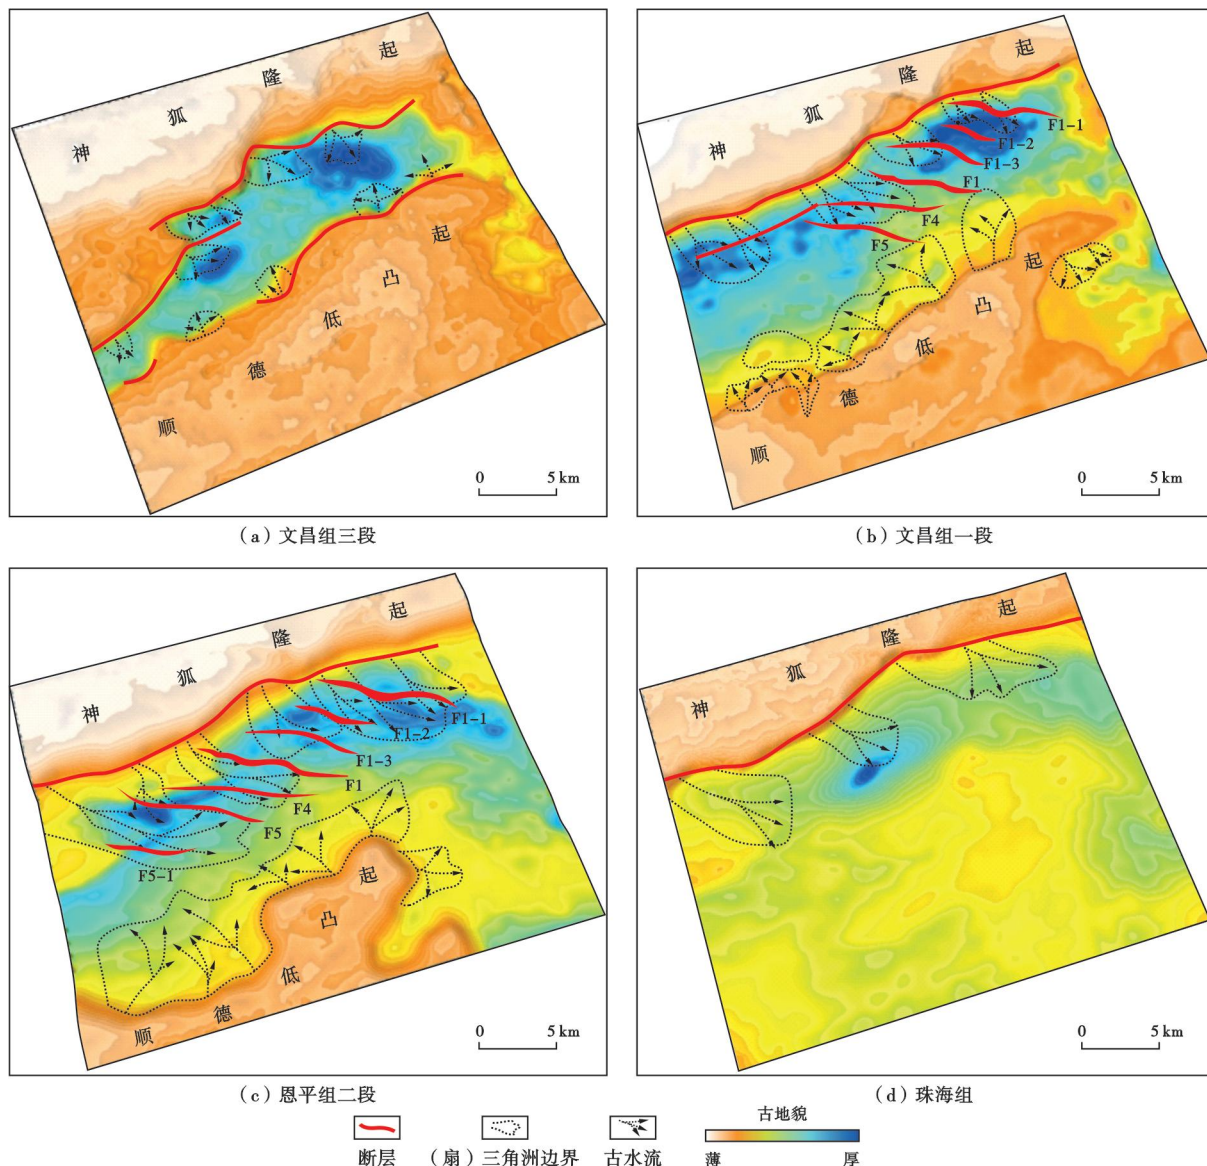 神狐隆起
顺德低凸起
0 5 km
(a)文昌组三段
神狐隆起
F1-1
F1-2
F1-3
F1
F4
F5
顺德低凸起
0 5 km
(b)文昌组一段
神狐隆起
F1-1
F1-2
F1-3
F1
F4
F5
F5-1
顺德低凸起
0 5 km
(c)恩平组二段
神狐隆起
0 5 km
(d)珠海组
断层
(扇)三角洲边界
古水流
古地貌
薄 厚